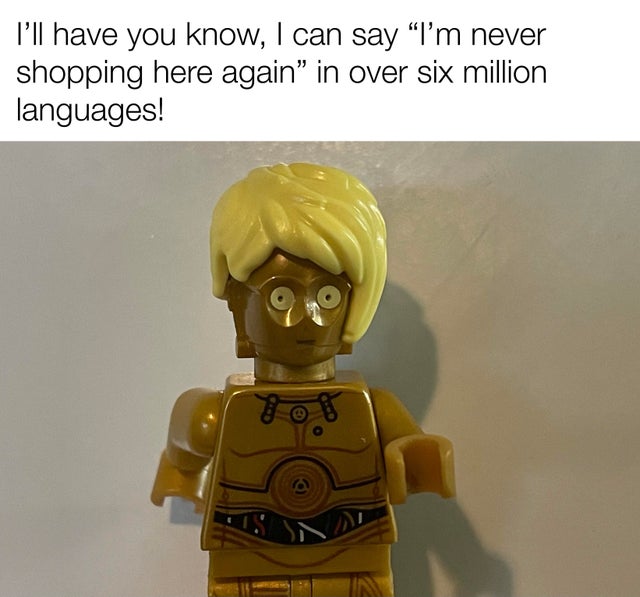 I’ll have you know, I can say “I’m never
shopping here again” in over six million
languages!